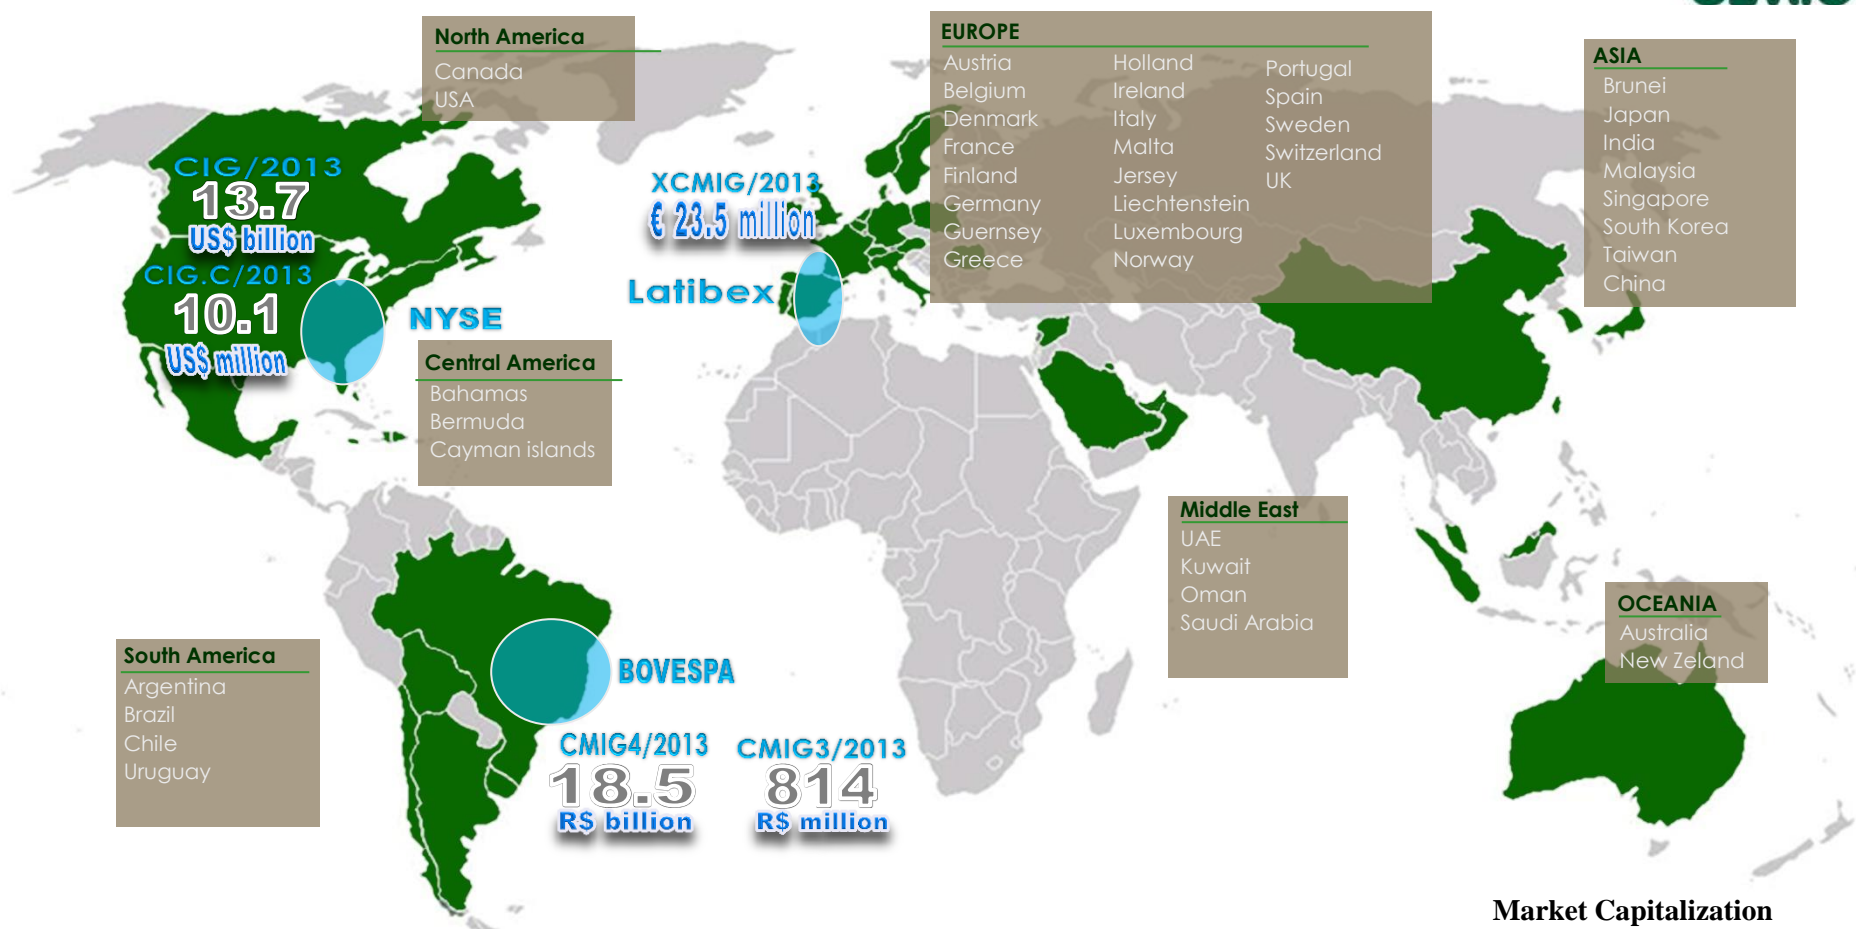 North America
Canada
USA
EUROPE
Austria
Belgium
Denmark
France
Finland
Germany
Guernsey
Greece
Holland
Ireland
Italy
Malta
Jersey
Liechtenstein
Luxembourg
Norway
Portugal
Spain
Sweden
Switzerland
UK
ASIA
Brunei
Japan
India
Malaysia
Singapore
South Korea
Taiwan
China
CIG/2013
13.7
US$ billion
CIG.C/2013
10.1
US$ million
NYSE
XCMIG/2013
€ 23.5 million
Latibex
Central America
Bahamas
Bermuda
Cayman islands
Middle East
UAE
Kuwait
Oman
Saudi Arabia
OCEANIA
Australia
New Zeland
South America
Argentina
Brazil
Chile
Uruguay
BOVESPA
CMIG4/2013
18.5
R$ billion
CMIG3/2013
814
R$ million
Market Capitalization